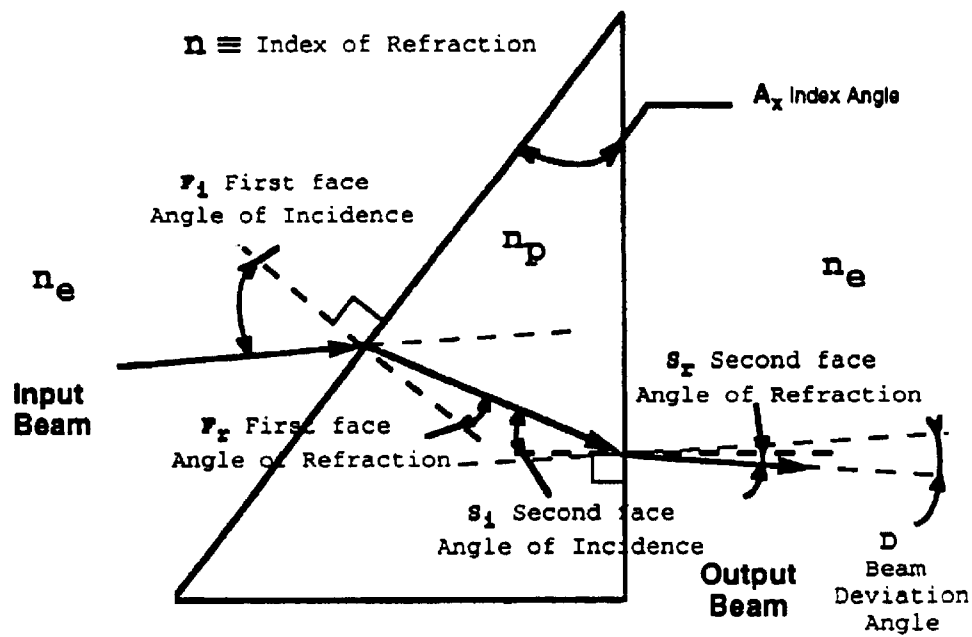 n ≡ Index of Refraction
Ax Index Angle
Fi First face
Angle of Incidence
np
ne
ne
Input
Beam
Sr Second face
Angle of Refraction
Fr First face
Angle of Refraction
Si Second face
Angle of Incidence
Output
Beam
D
Beam
Deviation
Angle